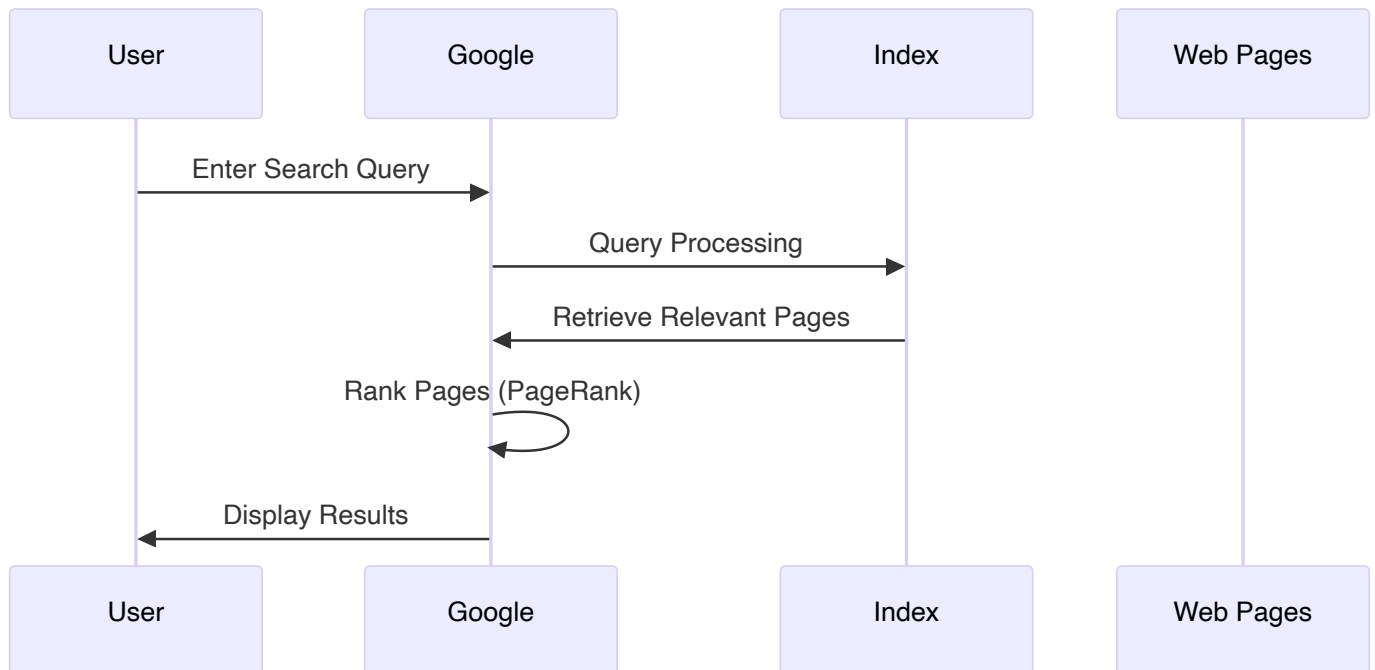 User
Google
Index
Web Pages
Enter Search Query
Query Processing
Retrieve Relevant Pages
Rank Pages (PageRank)
Display Results
User
Google
Index
Web Pages